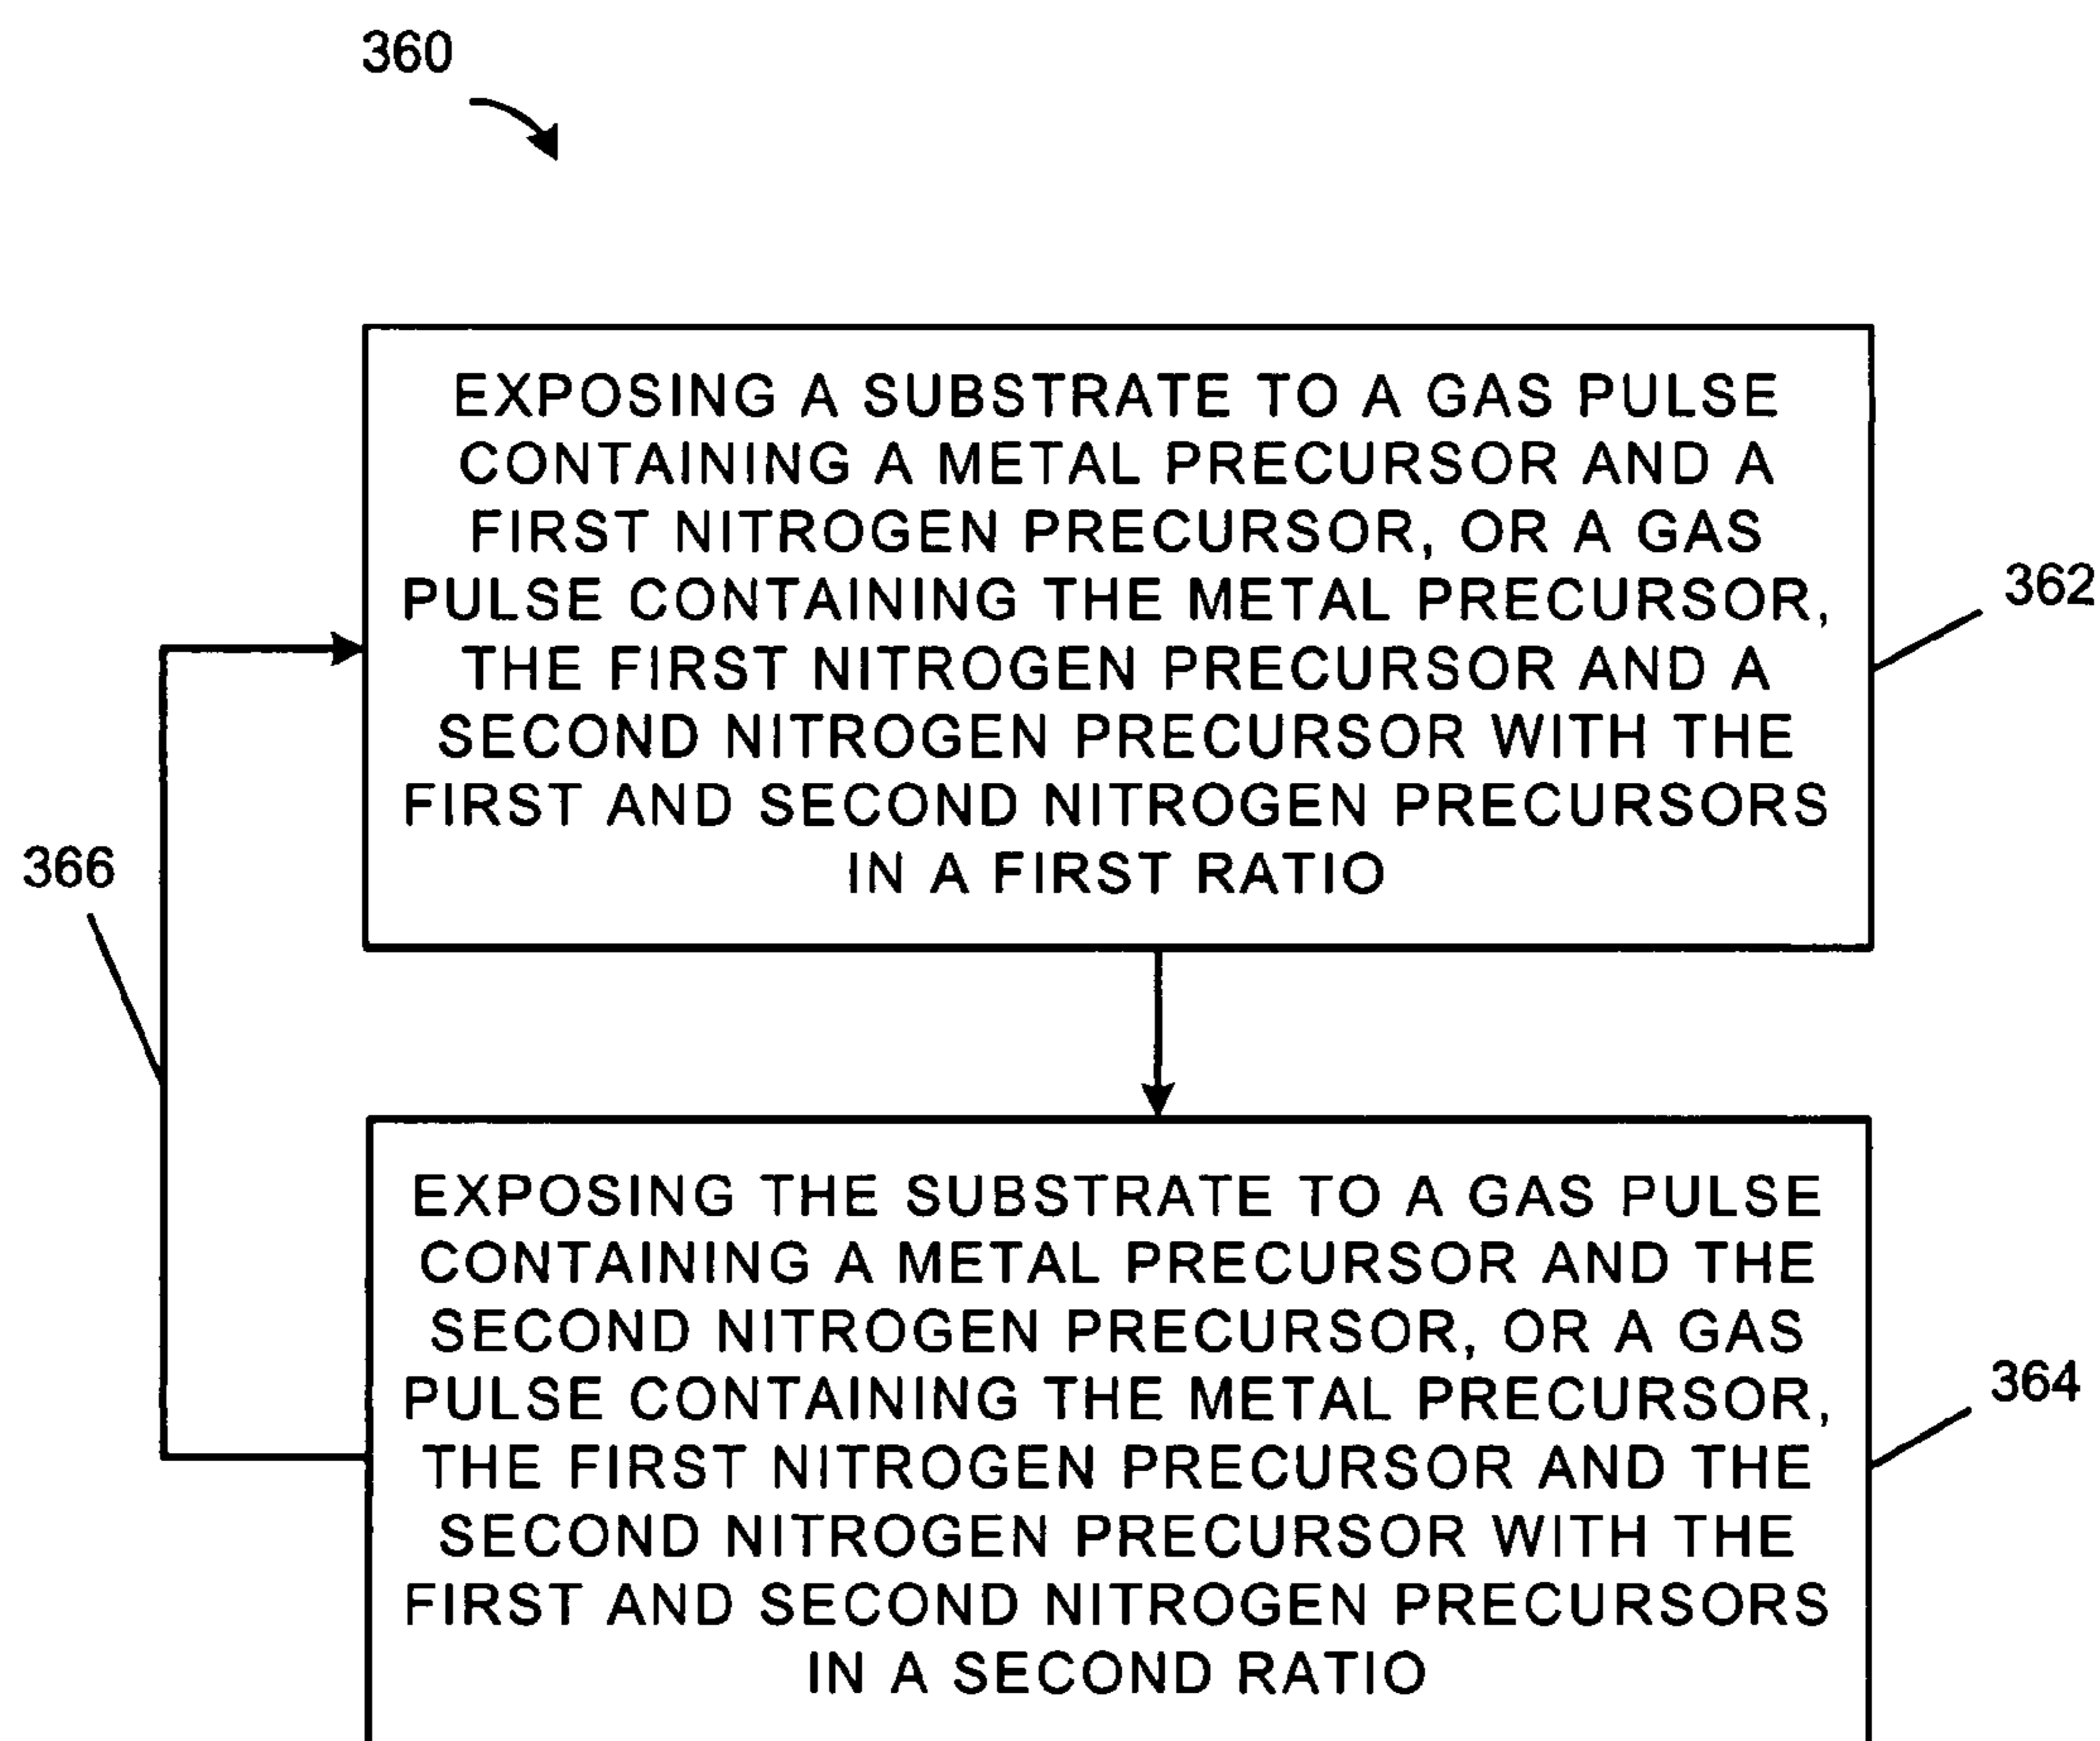 360
EXPOSING A SUBSTRATE TO A GAS PULSE
CONTAINING A METAL PRECURSOR AND A
FIRST NITROGEN PRECURSOR, OR A GAS
PULSE CONTAINING THE METAL PRECURSOR,
THE FIRST NITROGEN PRECURSOR AND A
SECOND NITROGEN PRECURSOR WITH THE
FIRST AND SECOND NITROGEN PRECURSORS
IN A FIRST RATIO
362
366
EXPOSING THE SUBSTRATE TO A GAS PULSE
CONTAINING A METAL PRECURSOR AND THE
SECOND NITROGEN PRECURSOR, OR A GAS
PULSE CONTAINING THE METAL PRECURSOR,
THE FIRST NITROGEN PRECURSOR AND THE
SECOND NITROGEN PRECURSOR WITH THE
FIRST AND SECOND NITROGEN PRECURSORS
IN A SECOND RATIO
364